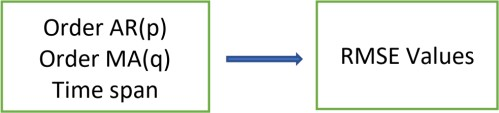 Order AR(p)
Order MA(q)
Time span
RMSE Values